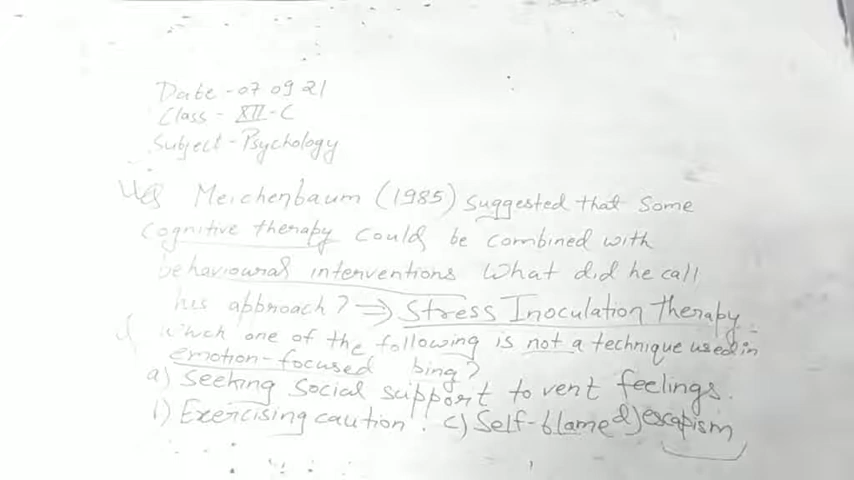 Date - 07 09 21
Class - XII - C
Subject - Psychology
Meichenbaum (1985) suggested that some
cognitive therapy could be combined with
behavioural interventions What did he call
his approach? ⇒ Stress Inoculation Therapy
Which one of the following is not a technique used in
emotion-focused bing?
a) Seeking Social support to vent feelings.
) Exercising caution. c) Self-blame d) escapism